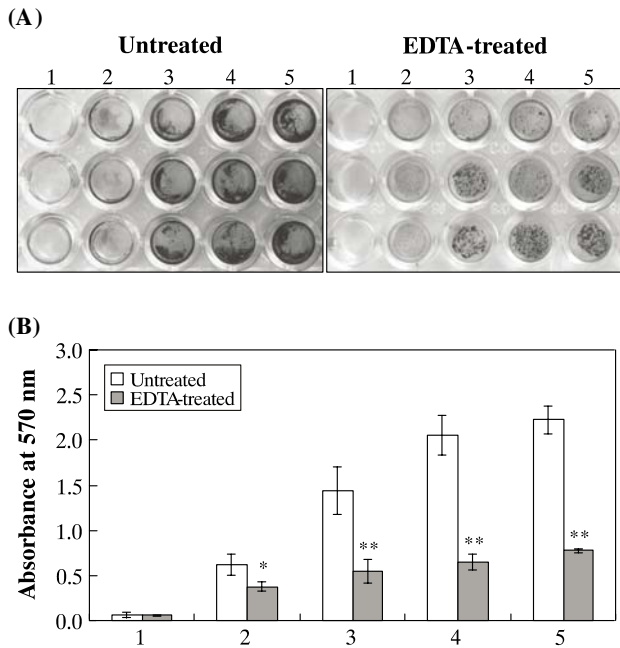 (A)
Untreated EDTA-treated
1 2 3 4 5 1 2 3 4 5
(B)
Absorbance at 570 nm
3.0
2.5
2.0
1.5
1.0
0.5
0.0
Untreated
EDTA-treated
* ** ** **
1 2 3 4 5